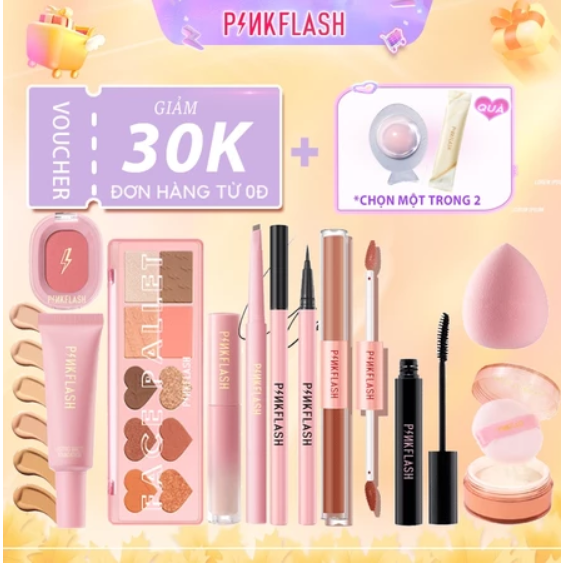 PINKFLASH
VOUCHER
GIẢM
30K
ĐƠN HÀNG TỪ 0Đ
+
QUÀ
*CHỌN MỘT TRONG 2
PINKFLASH
PINKFLASH
FACE PALLET
PINKFLASH
PINKFLASH
PINKFLASH
PINKFLASH
PINKFLASH
PINKFLASH
PINKFLASH